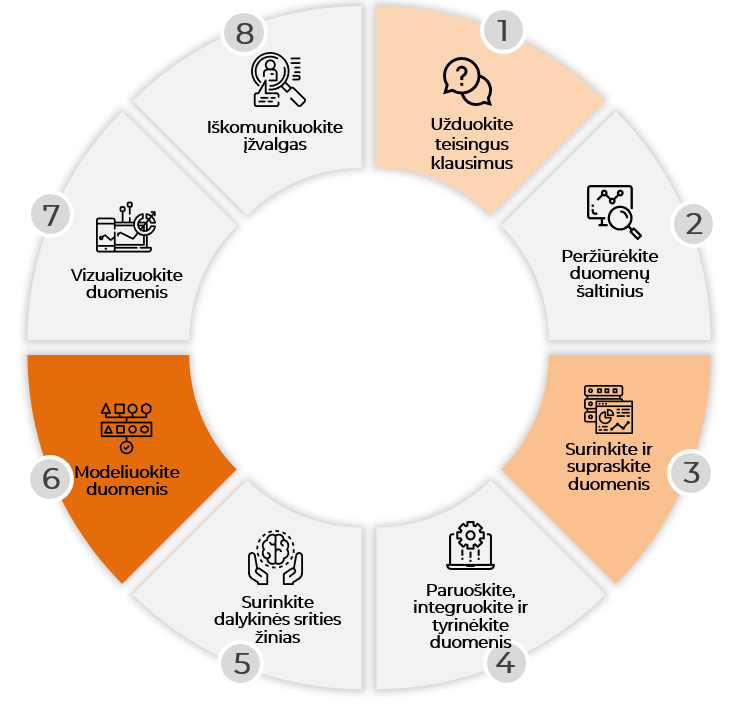 1
Užduokite
teisingus
klausimus
2
Peržiūrėkite
duomenų
šaltinius
3
Surinkite ir
supraskite
duomenis
4
Paruoškite,
integruokite ir
tyrinėkite
duomenis
5
Surinkite
dalykinės srities
žinias
6
Modeliuokite
duomenis
7
Vizualizuokite
duomenis
8
Iškomunikuokite
įžvalgas